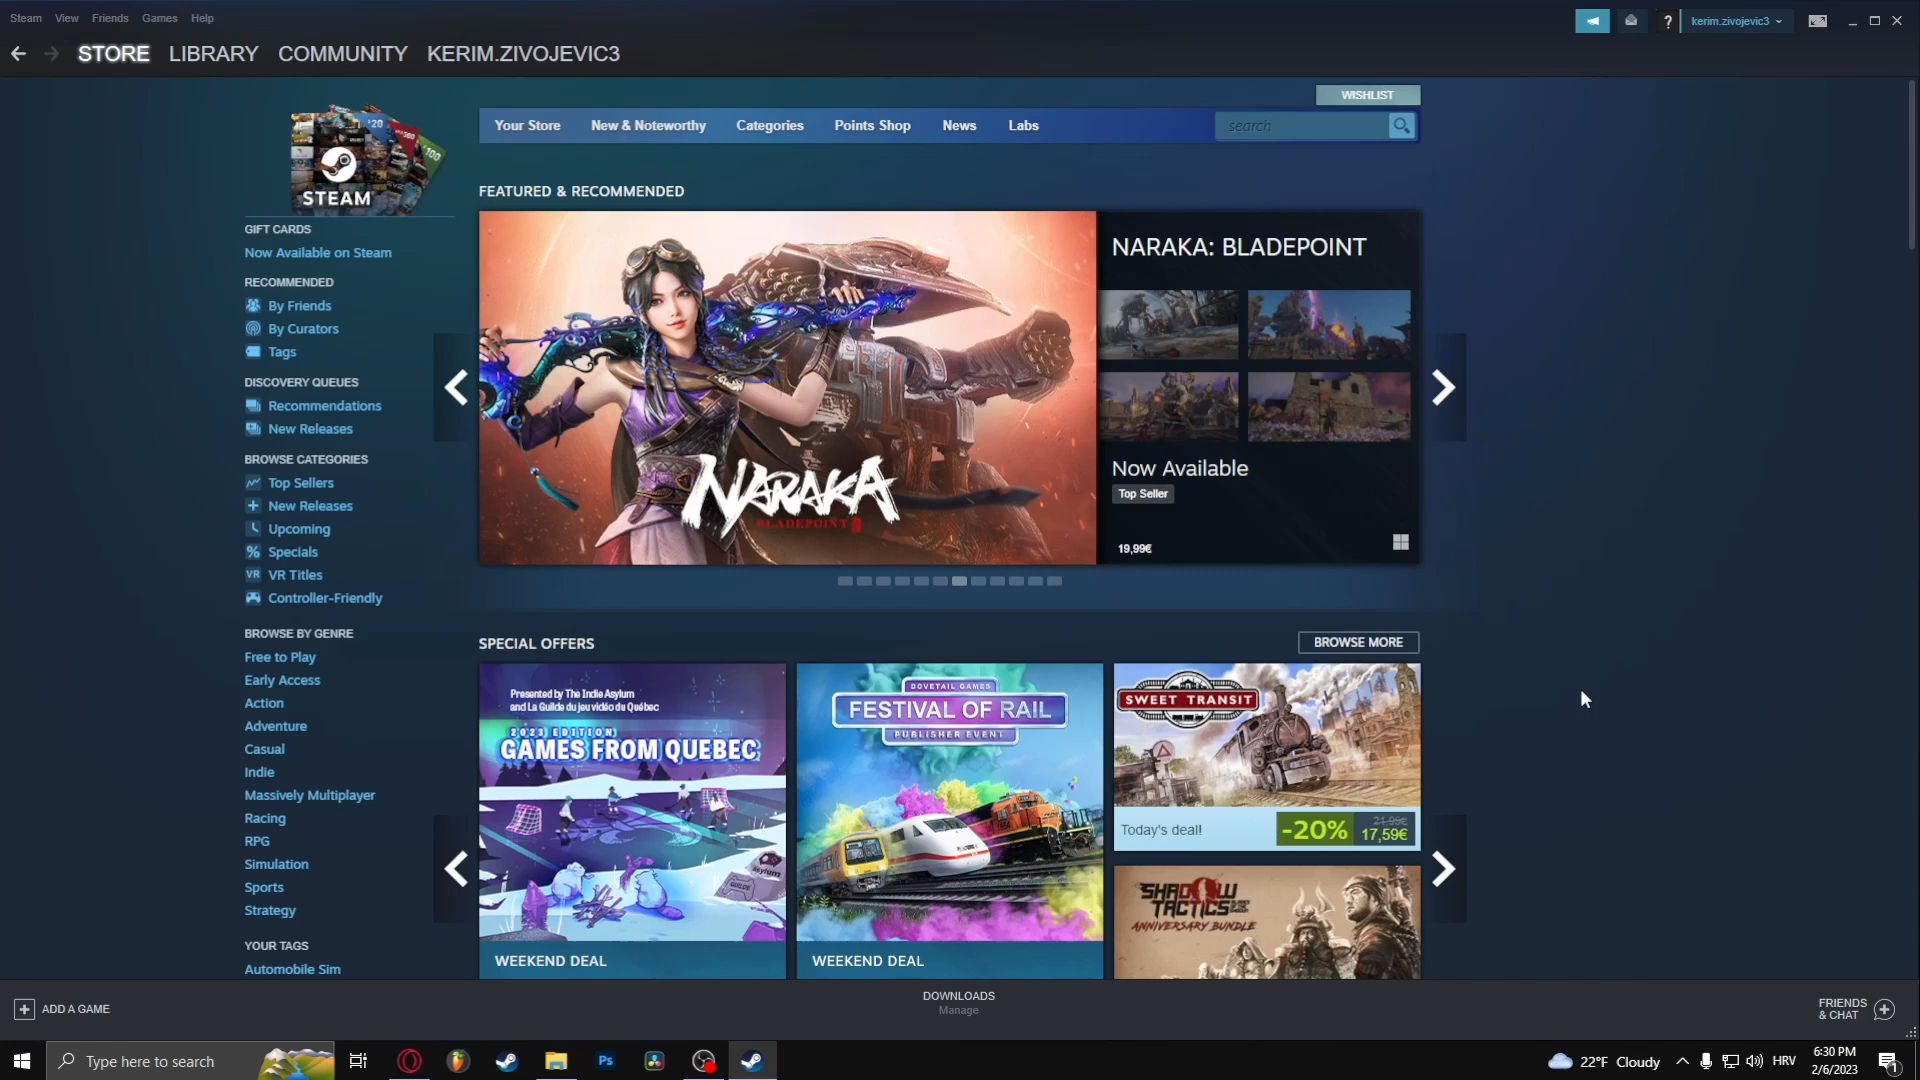 Steam View Friends Games Help
kerim.zivojevic3
STORE LIBRARY COMMUNITY KERIM.ZIVOJEVIC3
WISHLIST
Your Store New & Noteworthy Categories Points Shop News Labs search
FEATURED & RECOMMENDED
$20
$100
STEAM
GIFT CARDS
Now Available on Steam
RECOMMENDED
By Friends
By Curators
Tags
DISCOVERY QUEUES
Recommendations
New Releases
BROWSE CATEGORIES
Top Sellers
New Releases
Upcoming
% Specials
VR VR Titles
Controller-Friendly
BROWSE BY GENRE
Free to Play
Early Access
Action
Adventure
Casual
Indie
Massively Multiplayer
Racing
RPG
Simulation
Sports
Strategy
YOUR TAGS
Automobile Sim
NARAKA
BLADEPOINT
NARAKA: BLADEPOINT
Now Available
Top Seller
19,99€
SPECIAL OFFERS
BROWSE MORE
Presented by The Indie Asylum
and La Guilde du jeu vidéo du Québec
2023 EDITION
GAMES FROM QUEBEC
asylum
GUILDE
WEEKEND DEAL
DOVETAIL GAMES
FESTIVAL OF RAIL
PUBLISHER EVENT
WEEKEND DEAL
SWEET TRANSIT
Today's deal!
-20%
21,99€
17,59€
SHADOW
TACTICS
ANNIVERSARY BUNDLE
ADD A GAME
DOWNLOADS
Manage
FRIENDS
& CHAT
Type here to search
Ps
22°F Cloudy
HRV
6:30 PM
2/6/2023
1